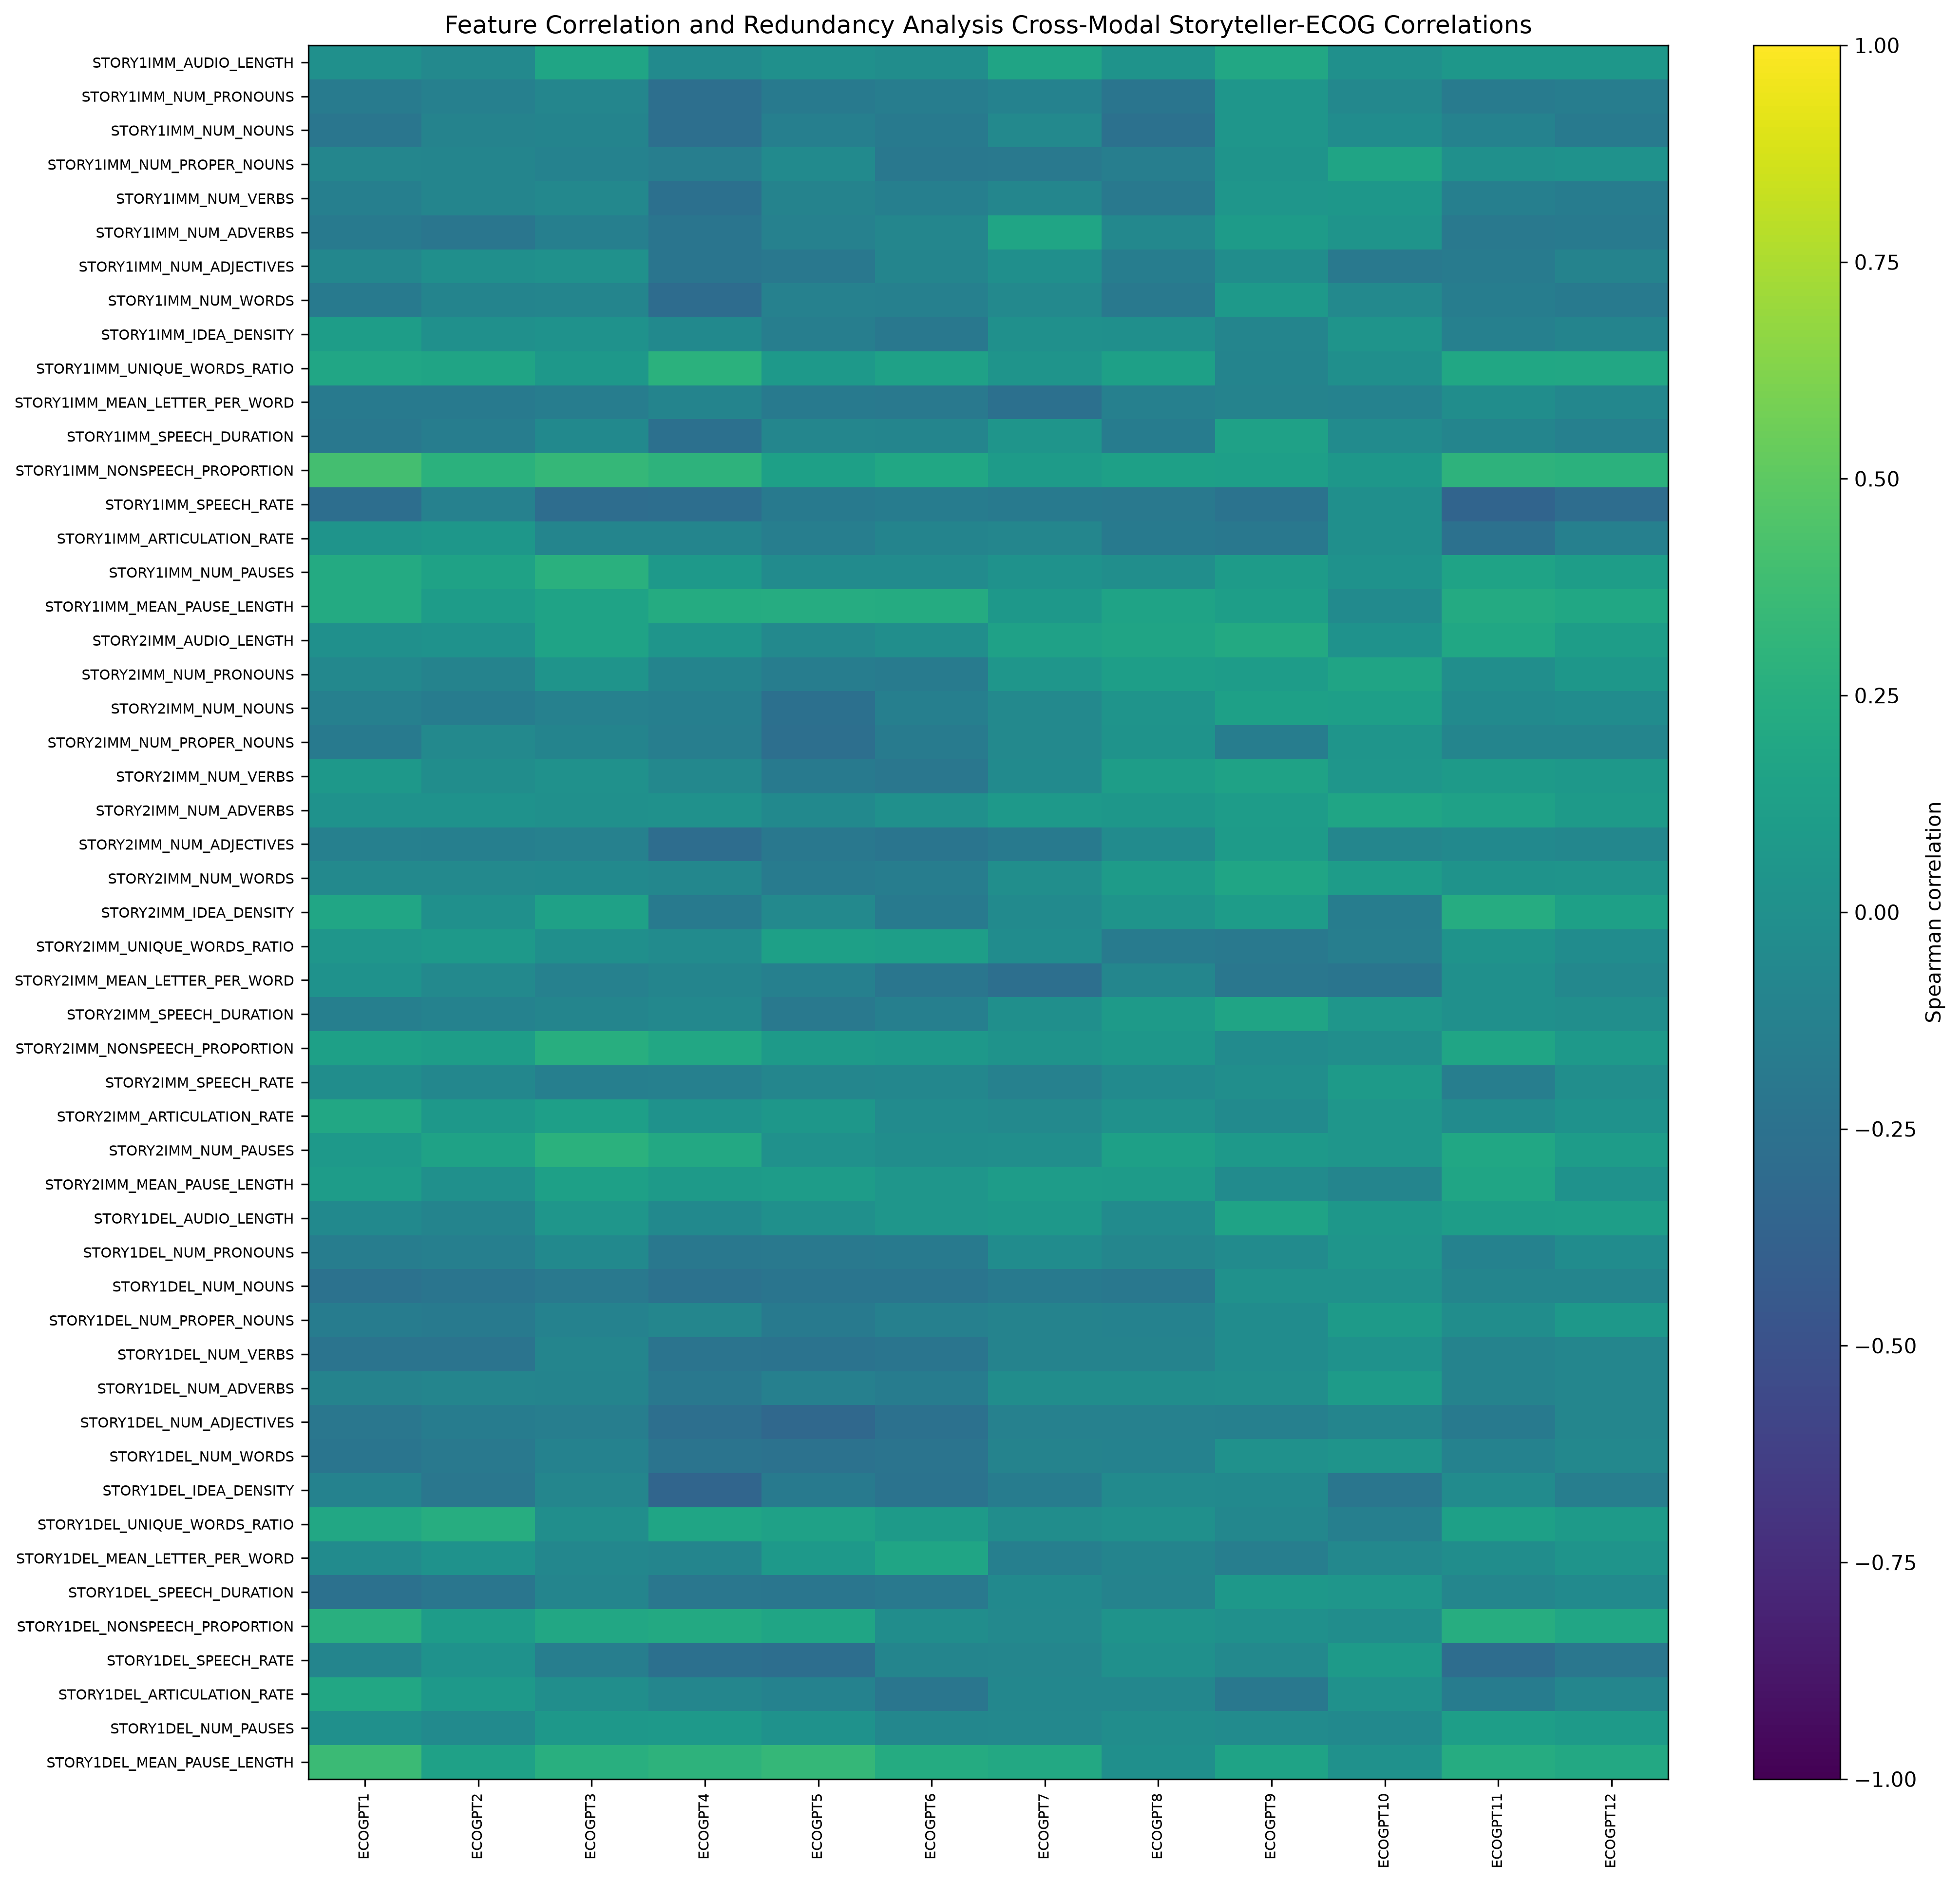 Feature Correlation and Redundancy Analysis Cross-Modal Storyteller-ECOG Correlations
STORY1IMM_AUDIO_LENGTH
STORY1IMM_NUM_PRONOUNS
STORY1IMM_NUM_NOUNS
STORY1IMM_NUM_PROPER_NOUNS
STORY1IMM_NUM_VERBS
STORY1IMM_NUM_ADVERBS
STORY1IMM_NUM_ADJECTIVES
STORY1IMM_NUM_WORDS
STORY1IMM_IDEA_DENSITY
STORY1IMM_UNIQUE_WORDS_RATIO
STORY1IMM_MEAN_LETTER_PER_WORD
STORY1IMM_SPEECH_DURATION
STORY1IMM_NONSPEECH_PROPORTION
STORY1IMM_SPEECH_RATE
STORY1IMM_ARTICULATION_RATE
STORY1IMM_NUM_PAUSES
STORY1IMM_MEAN_PAUSE_LENGTH
STORY2IMM_AUDIO_LENGTH
STORY2IMM_NUM_PRONOUNS
STORY2IMM_NUM_NOUNS
STORY2IMM_NUM_PROPER_NOUNS
STORY2IMM_NUM_VERBS
STORY2IMM_NUM_ADVERBS
STORY2IMM_NUM_ADJECTIVES
STORY2IMM_NUM_WORDS
STORY2IMM_IDEA_DENSITY
STORY2IMM_UNIQUE_WORDS_RATIO
STORY2IMM_MEAN_LETTER_PER_WORD
STORY2IMM_SPEECH_DURATION
STORY2IMM_NONSPEECH_PROPORTION
STORY2IMM_SPEECH_RATE
STORY2IMM_ARTICULATION_RATE
STORY2IMM_NUM_PAUSES
STORY2IMM_MEAN_PAUSE_LENGTH
STORY1DEL_AUDIO_LENGTH
STORY1DEL_NUM_PRONOUNS
STORY1DEL_NUM_NOUNS
STORY1DEL_NUM_PROPER_NOUNS
STORY1DEL_NUM_VERBS
STORY1DEL_NUM_ADVERBS
STORY1DEL_NUM_ADJECTIVES
STORY1DEL_NUM_WORDS
STORY1DEL_IDEA_DENSITY
STORY1DEL_UNIQUE_WORDS_RATIO
STORY1DEL_MEAN_LETTER_PER_WORD
STORY1DEL_SPEECH_DURATION
STORY1DEL_NONSPEECH_PROPORTION
STORY1DEL_SPEECH_RATE
STORY1DEL_ARTICULATION_RATE
STORY1DEL_NUM_PAUSES
STORY1DEL_MEAN_PAUSE_LENGTH
ECOGPT1
ECOGPT2
ECOGPT3
ECOGPT4
ECOGPT5
ECOGPT6
ECOGPT7
ECOGPT8
ECOGPT9
ECOGPT10
ECOGPT11
ECOGPT12
1.00
0.75
0.50
0.25
0.00
−0.25
−0.50
−0.75
−1.00
Spearman correlation